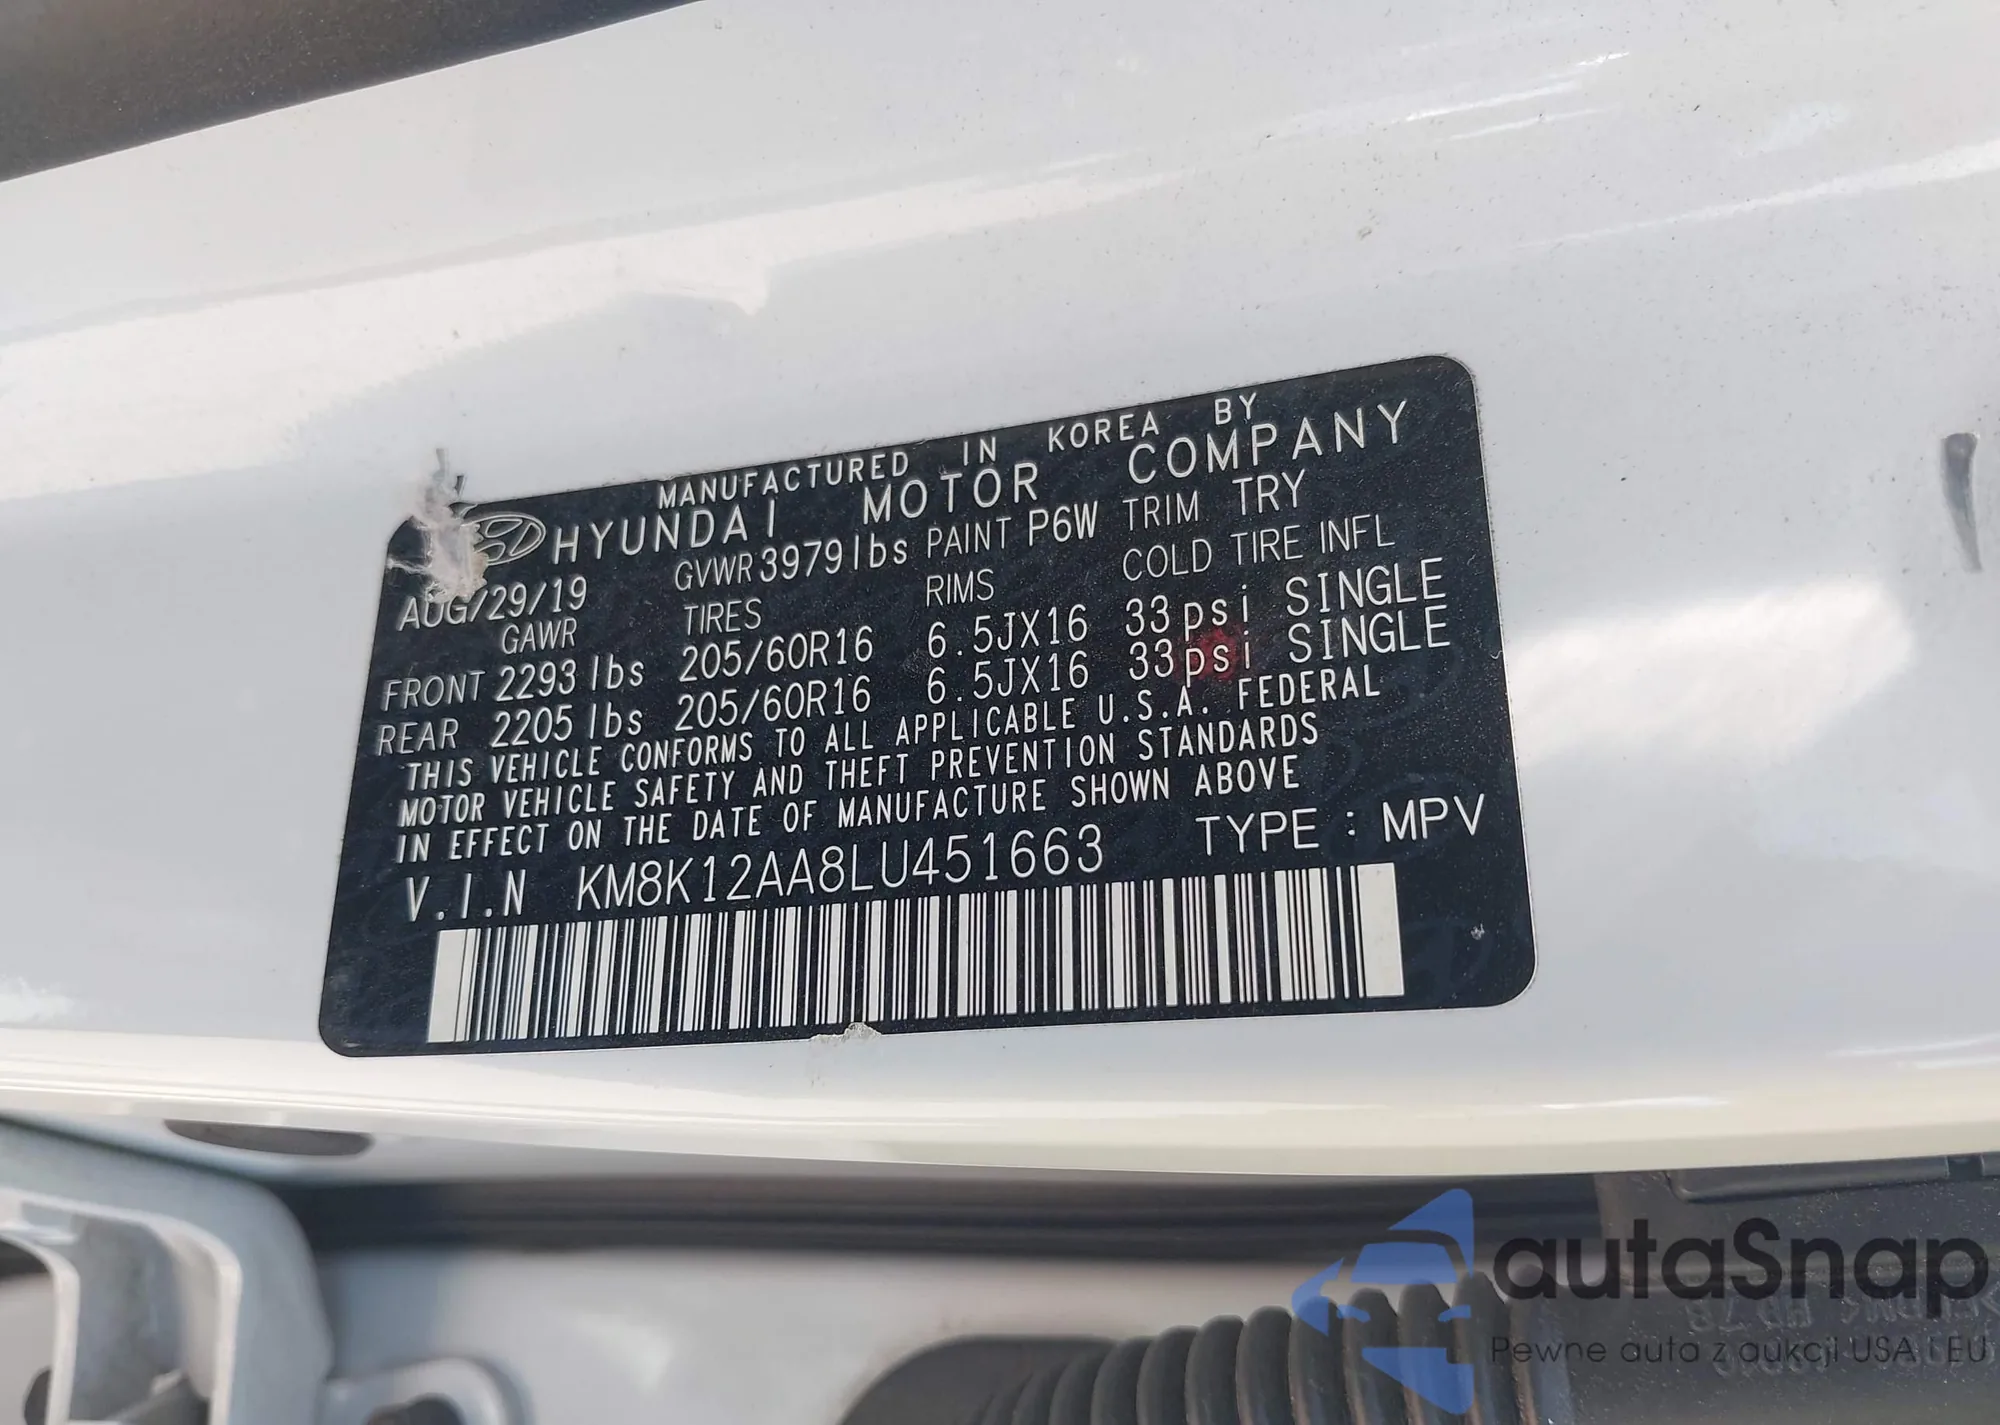 MANUFACTURED IN KOREA BY
HYUNDAI MOTOR COMPANY
AUG/29/19 GVWR 3979lbs PAINT P6W TRIM TRY
GAWR TIRES RIMS COLD TIRE INFL
FRONT 2293 lbs 205/60R16 6.5JX16 33psi SINGLE
REAR 2205 lbs 205/60R16 6.5JX16 33psi SINGLE
THIS VEHICLE CONFORMS TO ALL APPLICABLE U.S.A. FEDERAL
MOTOR VEHICLE SAFETY AND THEFT PREVENTION STANDARDS
IN EFFECT ON THE DATE OF MANUFACTURE SHOWN ABOVE
V.I.N KM8K12AA8LU451663 TYPE : MPV
autaSnap
Pewne auta z aukcji USA i EU